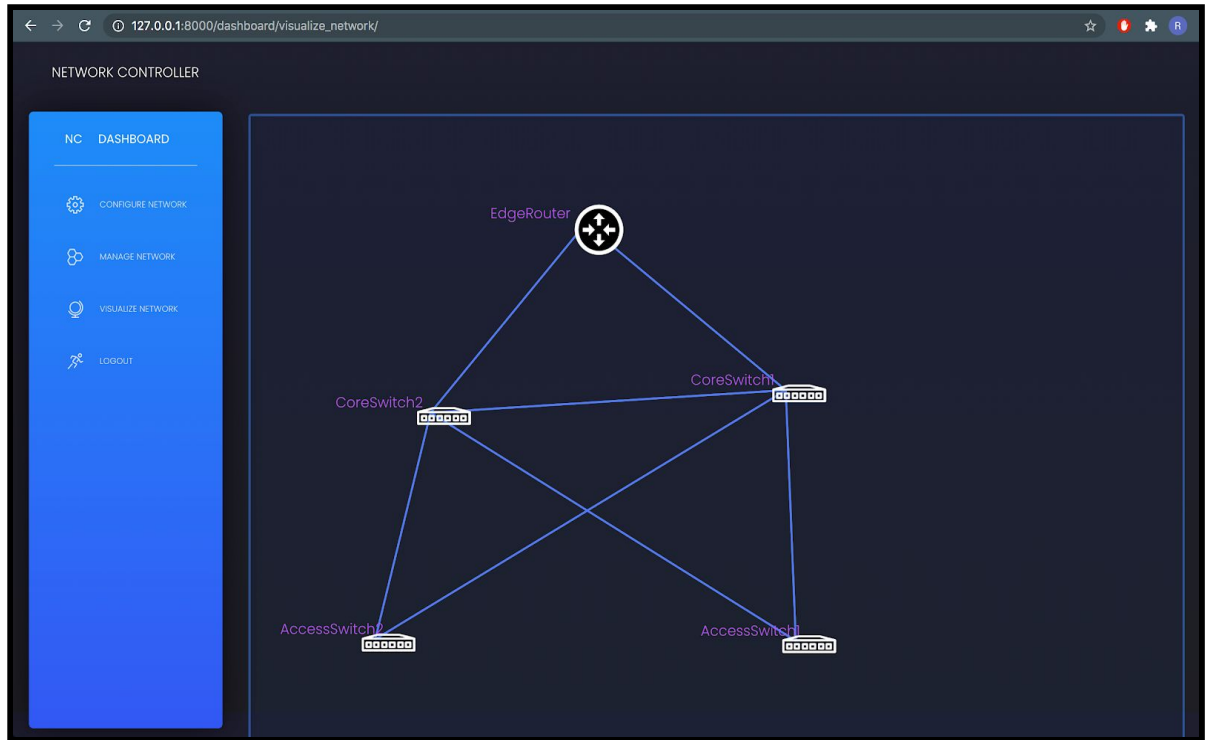 127.0.0.1:8000/dashboard/visualize_network/
R
NETWORK CONTROLLER
NC DASHBOARD
CONFIGURE NETWORK
MANAGE NETWORK
VISUALIZE NETWORK
LOGOUT
EdgeRouter
CoreSwitch1
CoreSwitch2
AccessSwitch2
AccessSwitch1